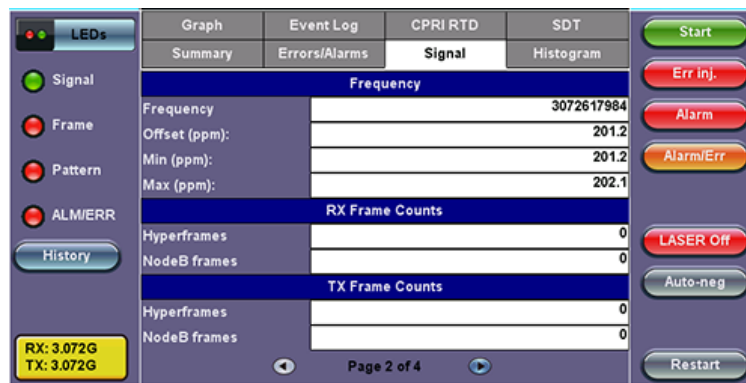 LEDs
Signal
Frame
Pattern
ALM/ERR
History
RX: 3.072G
TX: 3.072G
Graph Event Log CPRI RTD SDT
Summary Errors/Alarms Signal Histogram
Frequency
Frequency 3072617984
Offset (ppm): 201.2
Min (ppm): 201.2
Max (ppm): 202.1
RX Frame Counts
Hyperframes 0
NodeB frames 0
TX Frame Counts
Hyperframes 0
NodeB frames 0
Page 2 of 4
Start
Err inj.
Alarm
Alarm/Err
LASER Off
Auto-neg
Restart